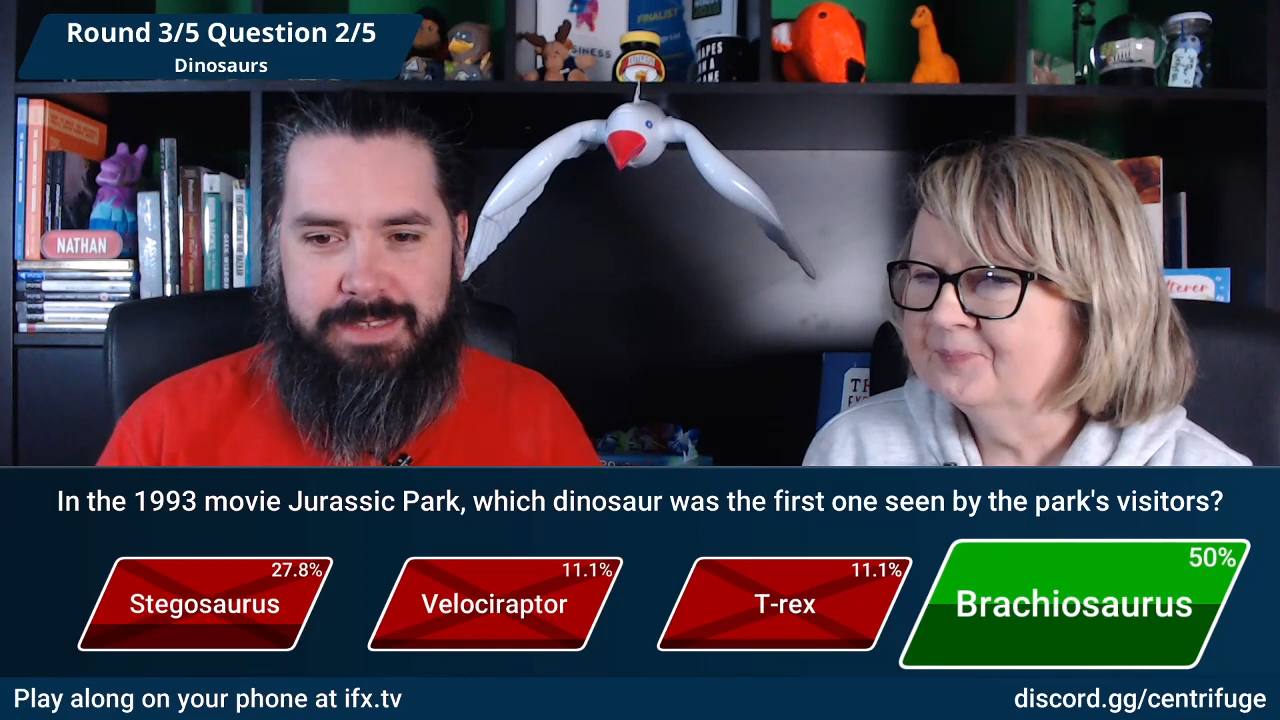 Round 3/5 Question 2/5
Dinosaurs
FINALIST
NATHAN
In the 1993 movie Jurassic Park, which dinosaur was the first one seen by the park's visitors?
27.8%
Stegosaurus
11.1%
Velociraptor
11.1%
T-rex
50%
Brachiosaurus
Play along on your phone at ifx.tv
discord.gg/centrifuge